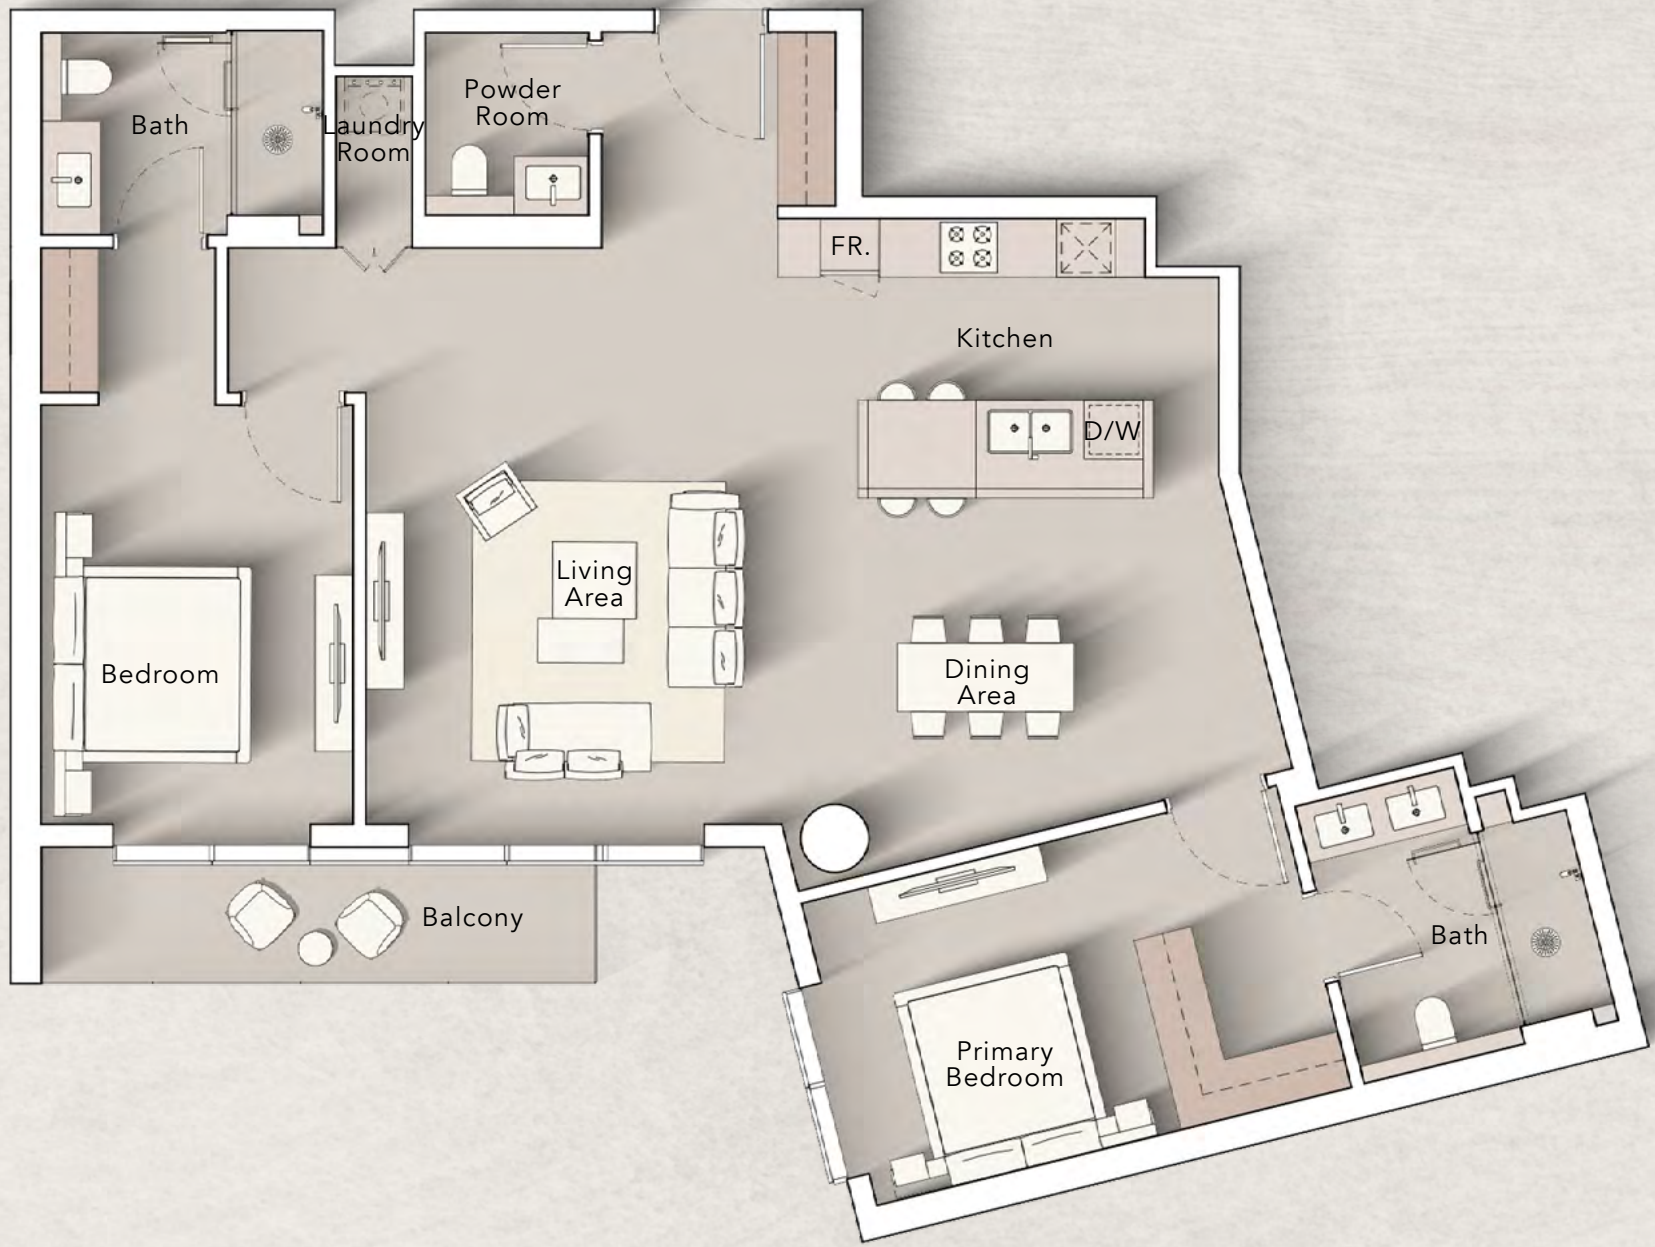 Powder
Room
Bath
Laundry
Room
FR.
Kitchen
D/W
Living
Area
Bedroom
Dining
Area
Balcony
Bath
Primary
Bedroom